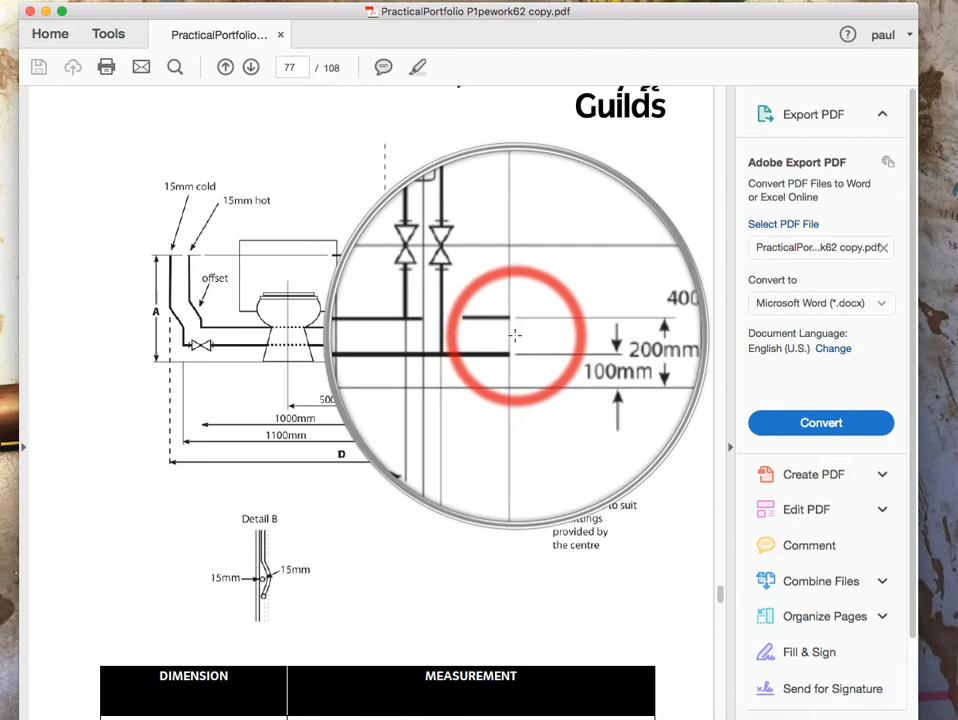 PracticalPortfolio P1pework62 copy.pdf
Home
Tools
PracticalPortfolio...
×
?
paul
77
/ 108
Guilds
15mm cold
15mm hot
offset
A
400
200mm
100mm
500
1000mm
1100mm
D
to suit
provided by
the centre
Detail B
15mm
15mm
DIMENSION
MEASUREMENT
Export PDF
Adobe Export PDF
Convert PDF Files to Word
or Excel Online
Select PDF File
PracticalPor...k62 copy.pdf
×
Convert to
Microsoft Word (*.docx)
Document Language:
English (U.S.) Change
Convert
Create PDF
Edit PDF
Comment
Combine Files
Organize Pages
Fill & Sign
Send for Signature